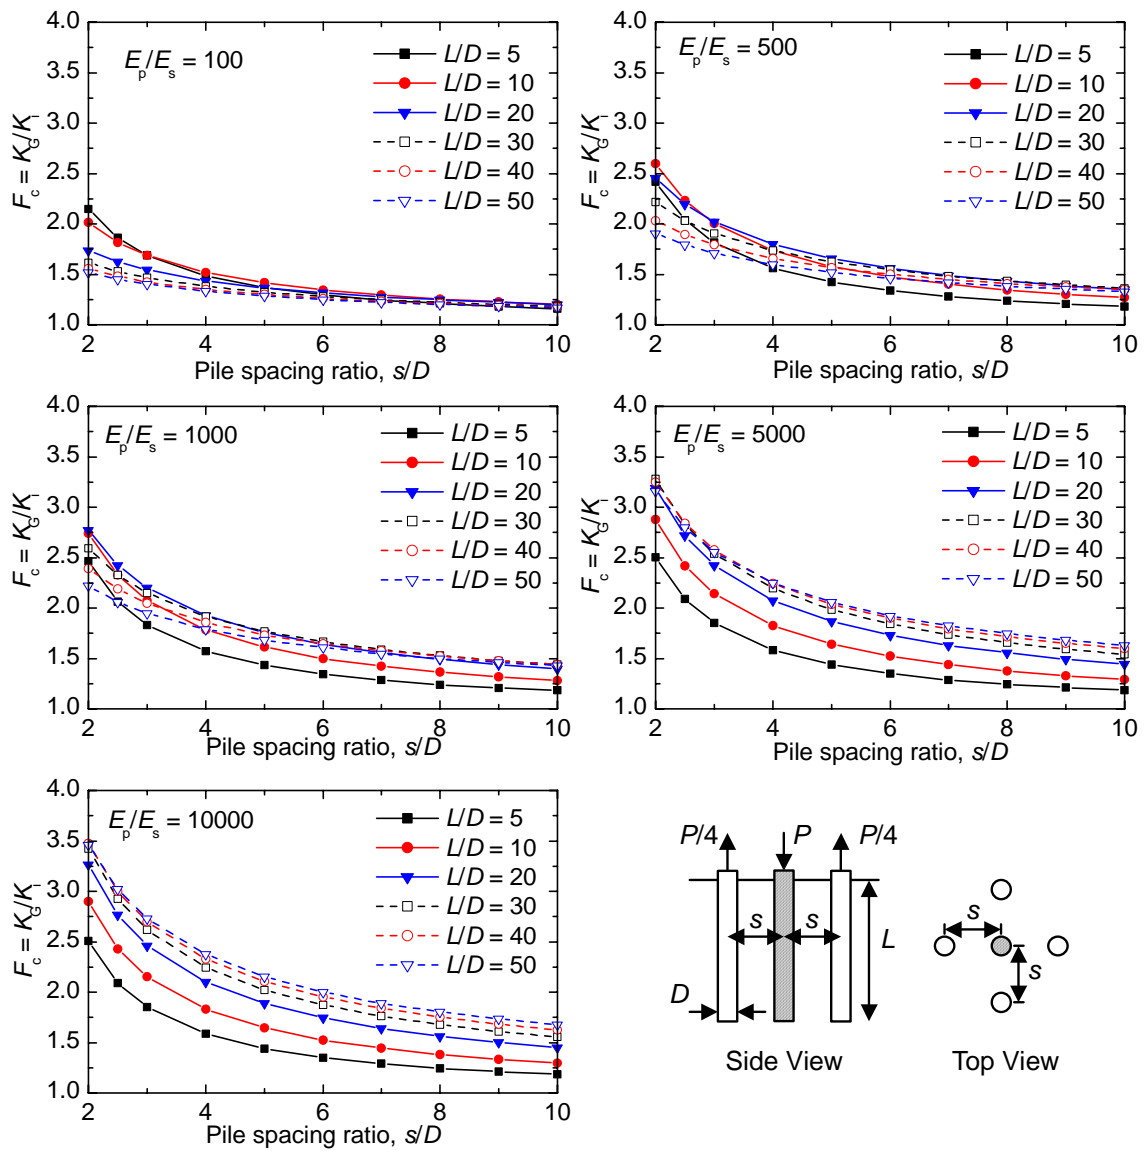 E_p/E_s = 100
L/D = 5
L/D = 10
L/D = 20
L/D = 30
L/D = 40
L/D = 50
F_c = K_G/K_i
4.0
3.5
3.0
2.5
2.0
1.5
1.0
2 4 6 8 10
Pile spacing ratio, s/D
E_p/E_s = 500
L/D = 5
L/D = 10
L/D = 20
L/D = 30
L/D = 40
L/D = 50
F_c = K_G/K_i
4.0
3.5
3.0
2.5
2.0
1.5
1.0
2 4 6 8 10
Pile spacing ratio, s/D
E_p/E_s = 1000
L/D = 5
L/D = 10
L/D = 20
L/D = 30
L/D = 40
L/D = 50
F_c = K_G/K_i
4.0
3.5
3.0
2.5
2.0
1.5
1.0
2 4 6 8 10
Pile spacing ratio, s/D
E_p/E_s = 5000
L/D = 5
L/D = 10
L/D = 20
L/D = 30
L/D = 40
L/D = 50
F_c = K_G/K_i
4.0
3.5
3.0
2.5
2.0
1.5
1.0
2 4 6 8 10
Pile spacing ratio, s/D
E_p/E_s = 10000
L/D = 5
L/D = 10
L/D = 20
L/D = 30
L/D = 40
L/D = 50
F_c = K_G/K_i
4.0
3.5
3.0
2.5
2.0
1.5
1.0
2 4 6 8 10
Pile spacing ratio, s/D
P/4 P P/4
s s
L
D
Side View
s
s
Top View